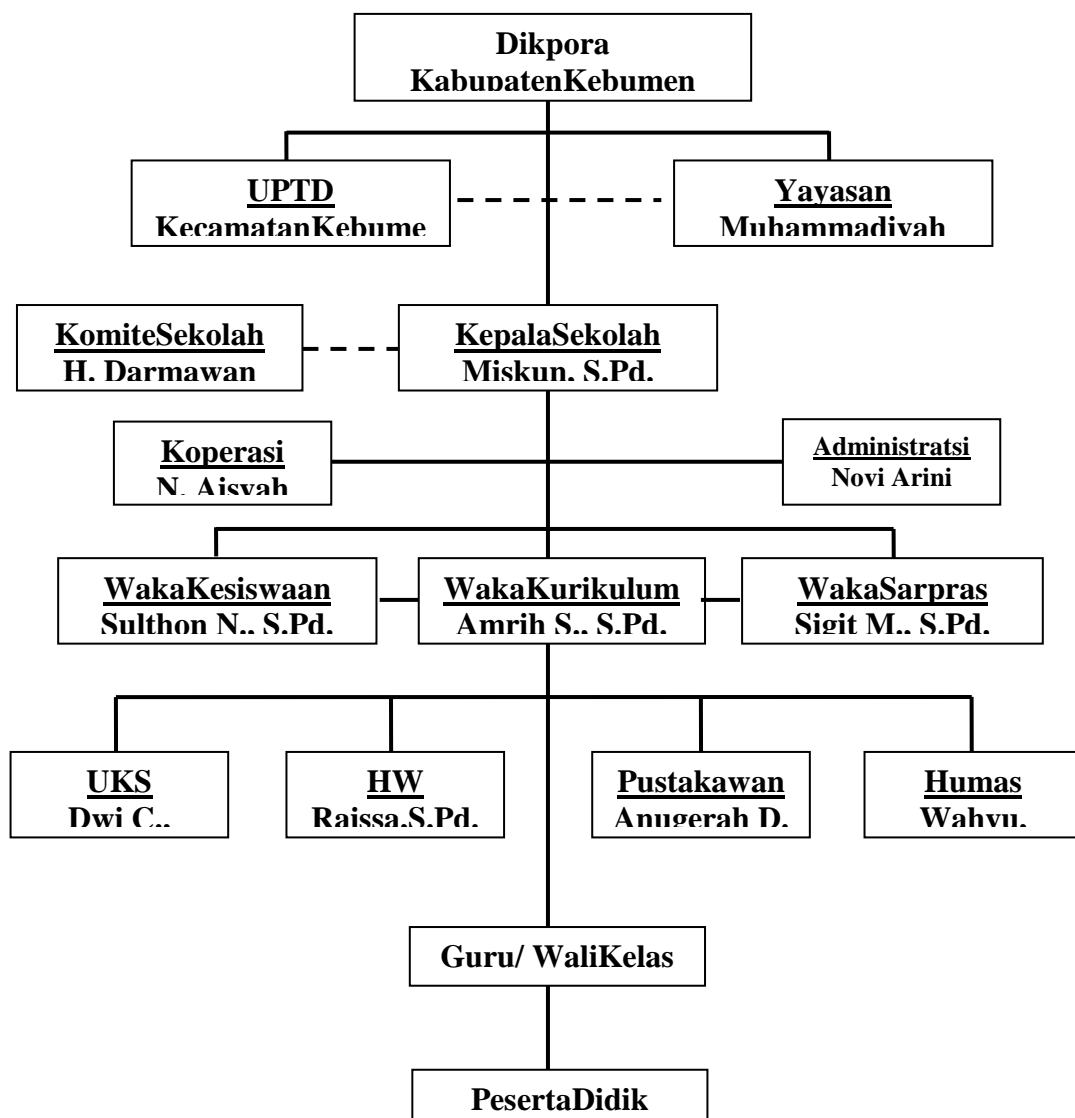 Dikpora
KabupatenKebumen
UPTD
KecamatanKebume
Yayasan
Muhammadiyah
KomiteSekolah
H. Darmawan
KepalaSekolah
Miskun, S.Pd.
Koperasi
N. Aisyah
Administratsi
Novi Arini
WakaKesiswaan
Sulthon N., S.Pd.
WakaKurikulum
Amrih S., S.Pd.
WakaSarpras
Sigit M., S.Pd.
UKS
Dwi C.,
HW
Raissa,S.Pd.
Pustakawan
Anugerah D.
Humas
Wahyu,
Guru/ WaliKelas
PesertaDidik